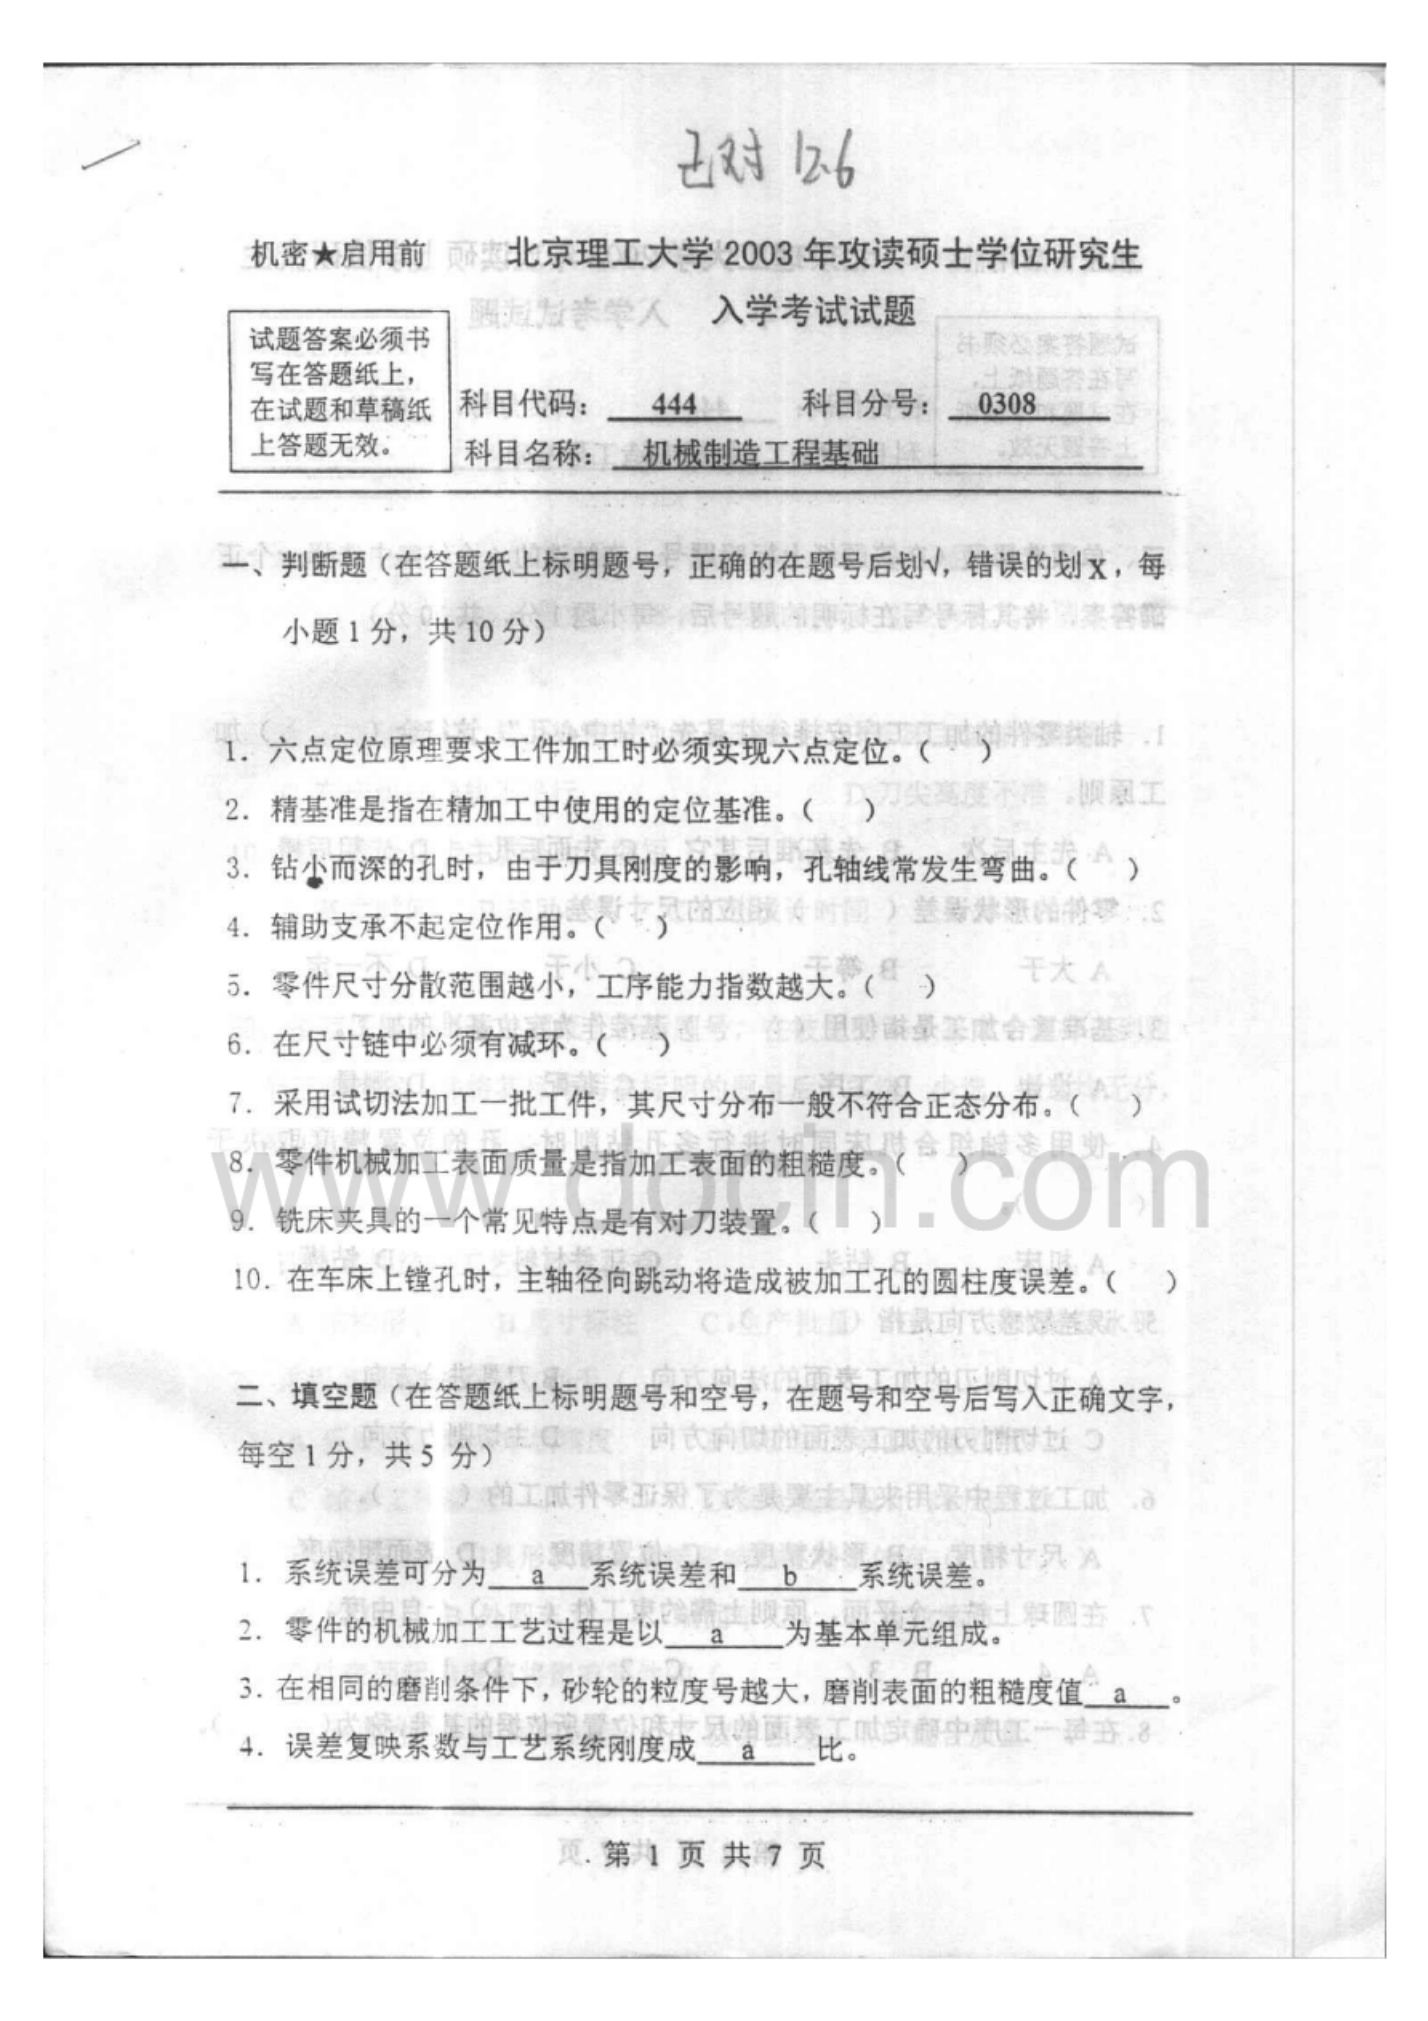 已对 12.6
机密★启用前 北京理工大学2003年攻读硕士学位研究生
入学考试试题
试题答案必须书
写在答题纸上，
在试题和草稿纸
上答题无效。
科目代码： 444 科目分号： 0308
科目名称： 机械制造工程基础
一、判断题（在答题纸上标明题号，正确的在题号后划√，错误的划X，每
小题1分，共10分）
1．六点定位原理要求工件加工时必须实现六点定位。（ ）
2．精基准是指在精加工中使用的定位基准。（ ）
3．钻小而深的孔时，由于刀具刚度的影响，孔轴线常发生弯曲。（ ）
4．辅助支承不起定位作用。（ ）
5．零件尺寸分散范围越小，工序能力指数越大。（ ）
6．在尺寸链中必须有减环。（ ）
7．采用试切法加工一批工件，其尺寸分布一般不符合正态分布。（ ）
8．零件机械加工表面质量是指加工表面的粗糙度。（ ）
9．铣床夹具的一个常见特点是有对刀装置。（ ）
10．在车床上镗孔时，主轴径向跳动将造成被加工孔的圆柱度误差。（ ）
www.docin.com
二、填空题（在答题纸上标明题号和空号，在题号和空号后写入正确文字，
每空1分，共5 分）
1．系统误差可分为 a 系统误差和 b 系统误差。
2．零件的机械加工工艺过程是以 a 为基本单元组成。
3．在相同的磨削条件下，砂轮的粒度号越大，磨削表面的粗糙度值 a 。
4．误差复映系数与工艺系统刚度成 a 比。
第 1 页 共 7 页